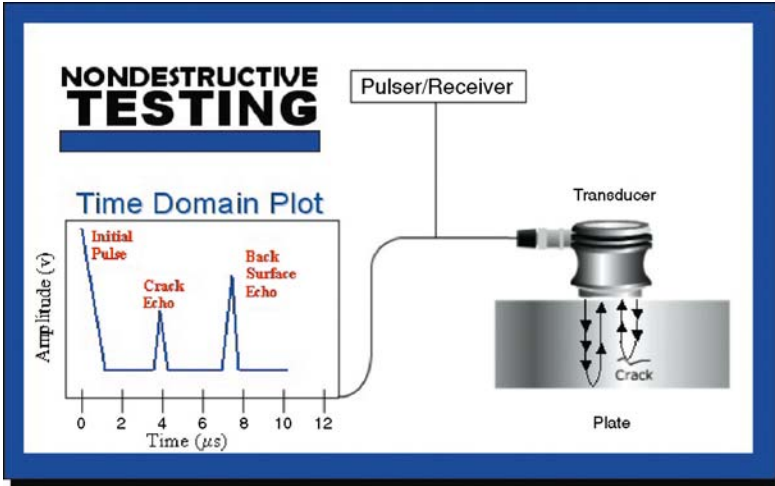 NONDESTRUCTIVE
TESTING
Pulser/Receiver
Time Domain Plot
Transducer
Amplitude (v)
Initial
Pulse
Crack
Echo
Back
Surface
Echo
0 2 4 6 8 10 12
Time (μs)
Crack
Plate